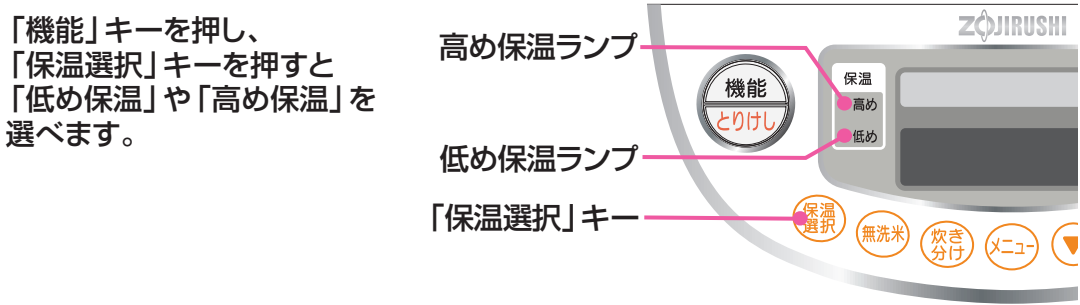 「機能」キーを押し、
「保温選択」キーを押すと
「低め保温」や「高め保温」を
選べます。
高め保温ランプ
低め保温ランプ
「保温選択」キー
ZOJIRUSHI
機能
とりけし
保温
高め
低め
保温
選択
無洗米
炊き
分け
メニュー
▼